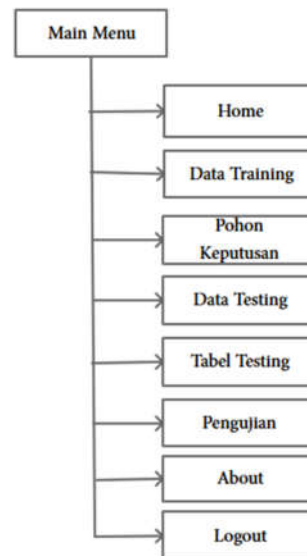 Main Menu
Home
Data Training
Pohon
Keputusan
Data Testing
Tabel Testing
Pengujian
About
Logout